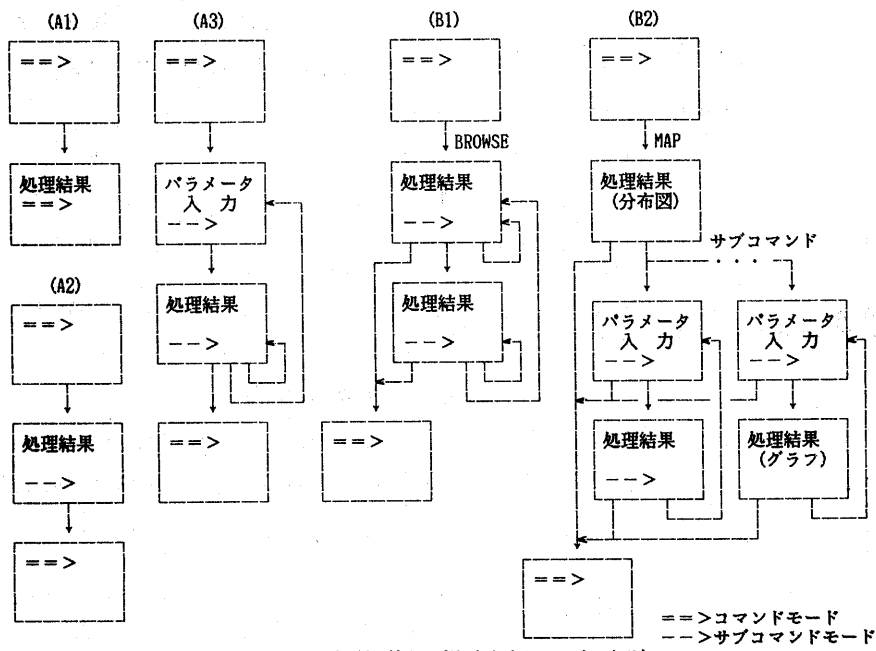 (A1)
==>
処理結果
==>
(A2)
==>
処理結果
-->
==>
(A3)
==>
パラメータ
入 力
-->
処理結果
-->
==>
(B1)
==>
BROWSE
処理結果
-->
処理結果
-->
==>
(B2)
==>
MAP
処理結果
(分布図)
サブコマンド
・・・
パラメータ
入 力
-->
パラメータ
入 力
-->
処理結果
-->
処理結果
(グラフ)
==>
==>コマンドモード
-->サブコマンドモード